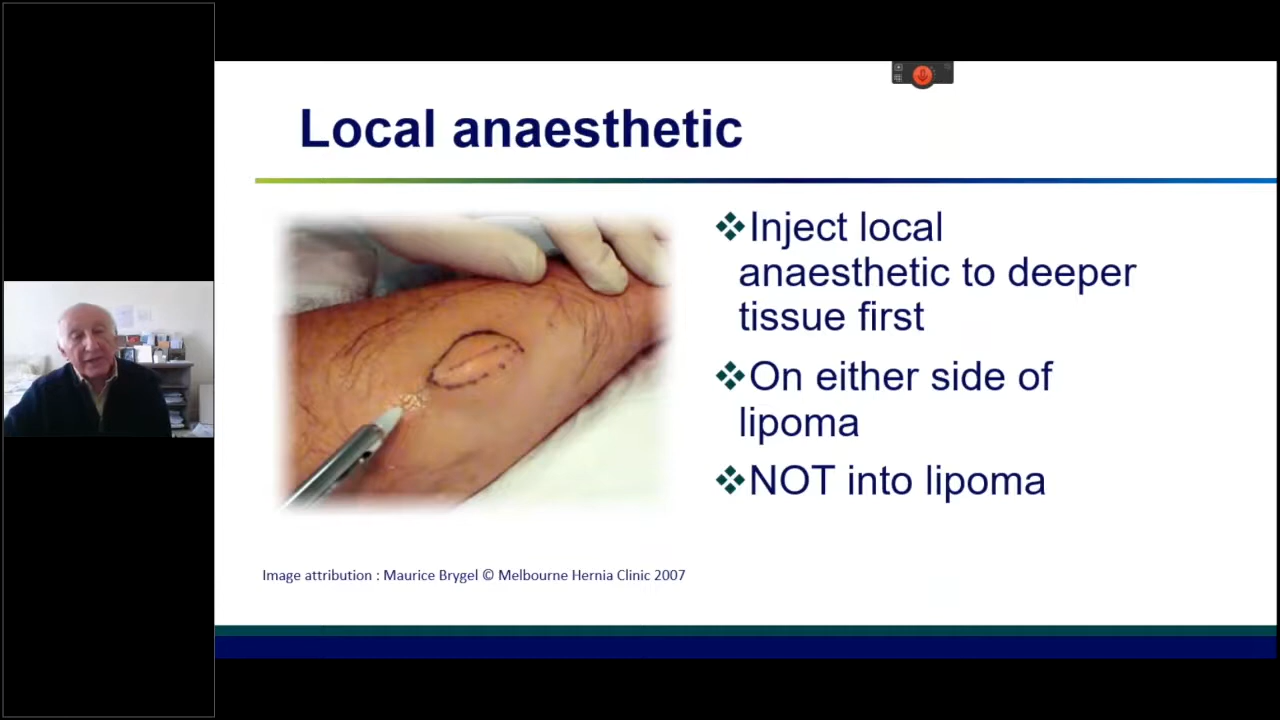 Local anaesthetic
❖Inject local
anaesthetic to deeper
tissue first
❖On either side of
lipoma
❖NOT into lipoma
Image attribution : Maurice Brygel © Melbourne Hernia Clinic 2007